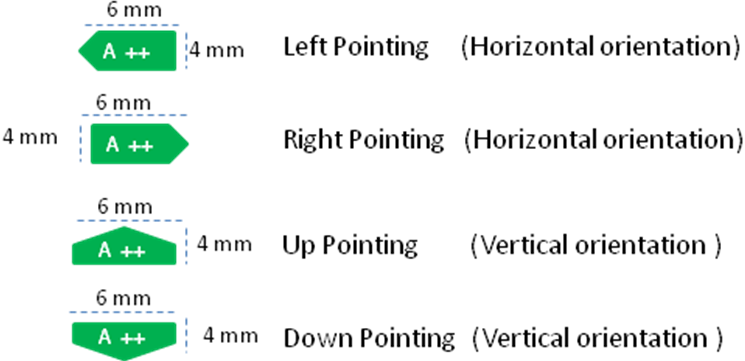 6 mm
A ++ 4 mm Left Pointing (Horizontal orientation)
6 mm
4 mm A ++ Right Pointing (Horizontal orientation)
6 mm
A ++ 4 mm Up Pointing (Vertical orientation )
6 mm
A ++ 4 mm Down Pointing (Vertical orientation )